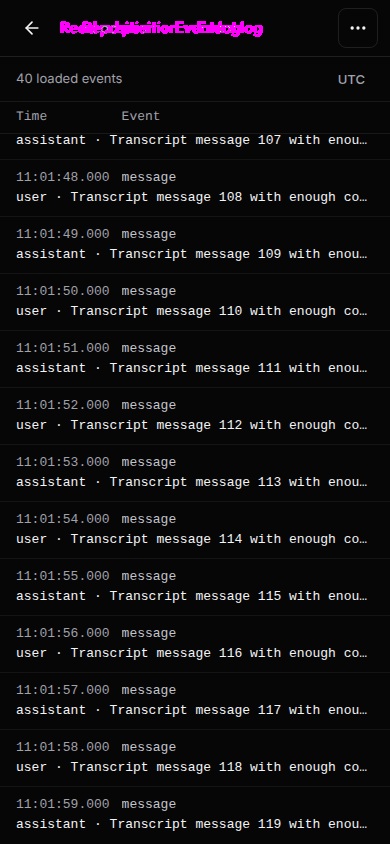 40 loaded events UTC
Time Event
assistant · Transcript message 107 with enou…
11:01:48.000 message
user · Transcript message 108 with enough co…
11:01:49.000 message
assistant · Transcript message 109 with enou…
11:01:50.000 message
user · Transcript message 110 with enough co…
11:01:51.000 message
assistant · Transcript message 111 with enou…
11:01:52.000 message
user · Transcript message 112 with enough co…
11:01:53.000 message
assistant · Transcript message 113 with enou…
11:01:54.000 message
user · Transcript message 114 with enough co…
11:01:55.000 message
assistant · Transcript message 115 with enou…
11:01:56.000 message
user · Transcript message 116 with enough co…
11:01:57.000 message
assistant · Transcript message 117 with enou…
11:01:58.000 message
user · Transcript message 118 with enough co…
11:01:59.000 message
assistant · Transcript message 119 with enou…